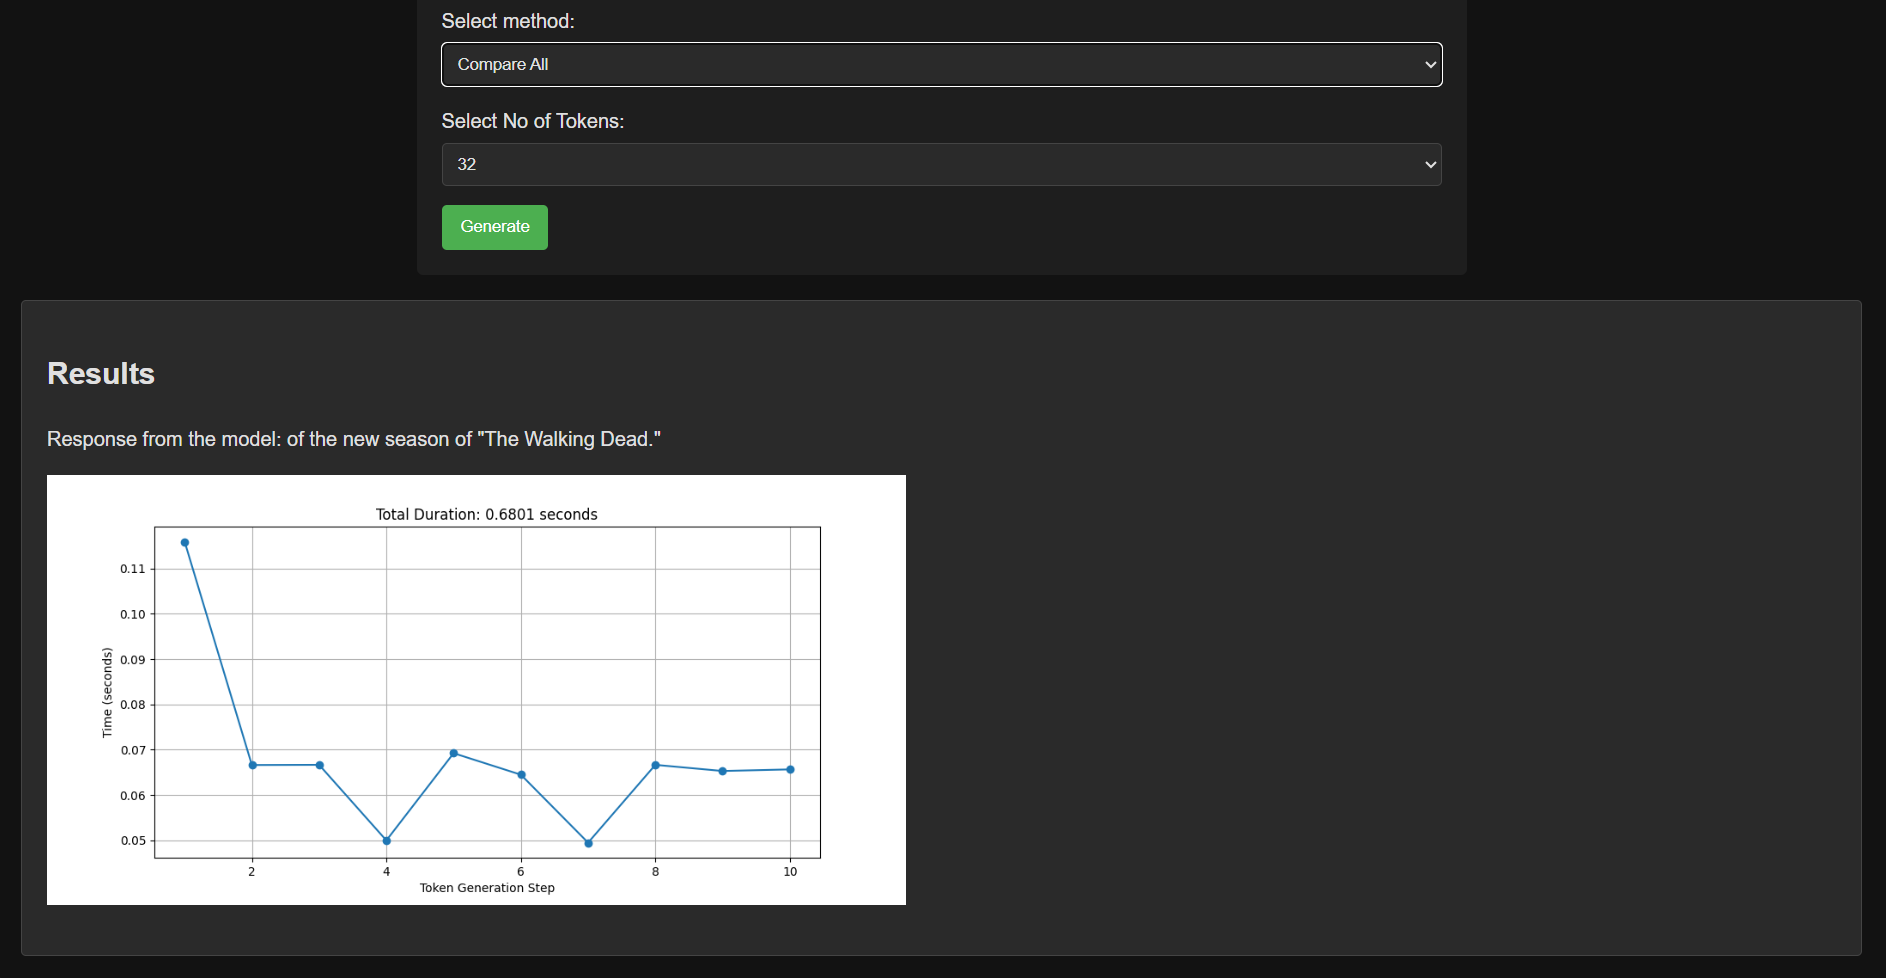 Select method:
Compare All
Select No of Tokens:
32
Generate
Results
Response from the model: of the new season of "The Walking Dead."
Total Duration: 0.6801 seconds
0.11
0.10
0.09
0.08
0.07
0.06
0.05
Time (seconds)
2 4 6 8 10
Token Generation Step